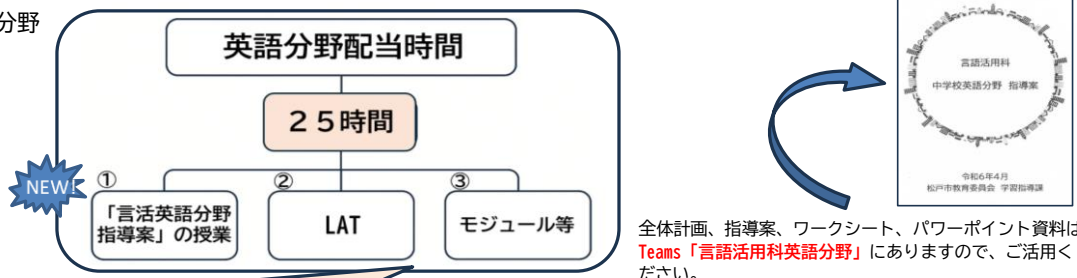 分野
英語分野配当時間
25時間
NEW!
①
「言活英語分野
指導案」の授業
②
LAT
③
モジュール等
言語活用科
中学校英語分野 指導案
令和6年4月
松戸市教育委員会 学習指導課
全体計画、指導案、ワークシート、パワーポイント資料は
Teams「言語活用科英語分野」にありますので、ご活用く
ださい。